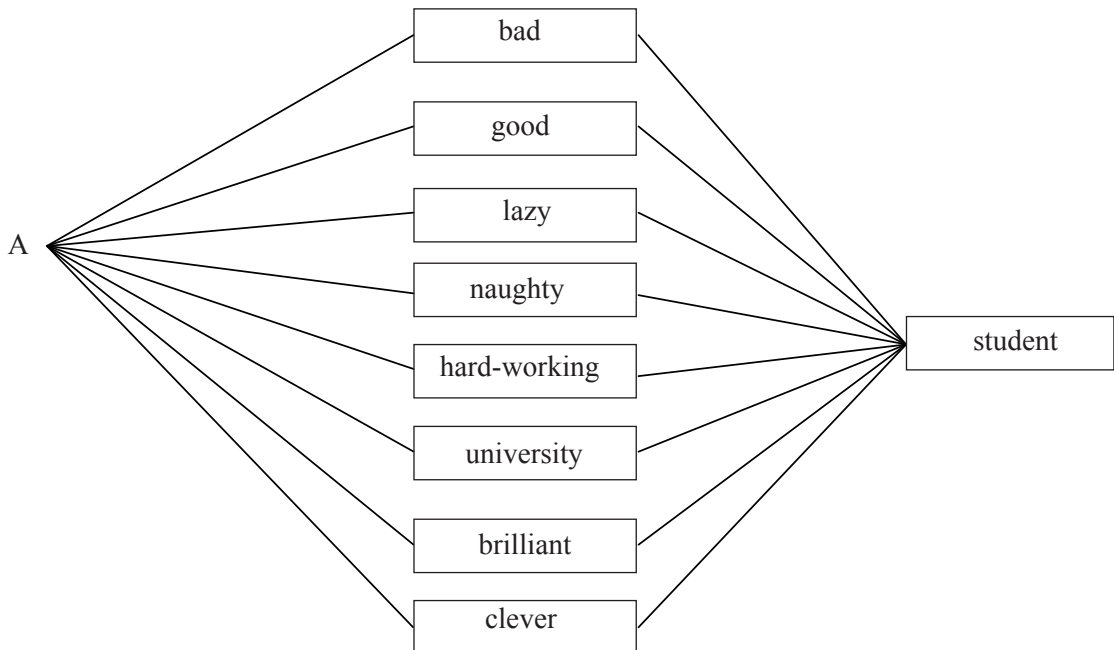 A
bad
good
lazy
naughty
hard-working
university
brilliant
clever
student